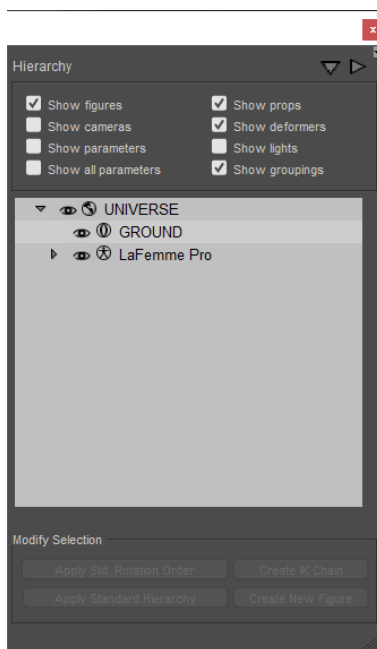 x
Hierarchy
Show figures Show props
Show cameras Show deformers
Show parameters Show lights
Show all parameters Show groupings
UNIVERSE
GROUND
LaFemme Pro
Modify Selection
Apply Std. Rotation Order Create IK Chain
Apply Standard Hierarchy Create New Figure